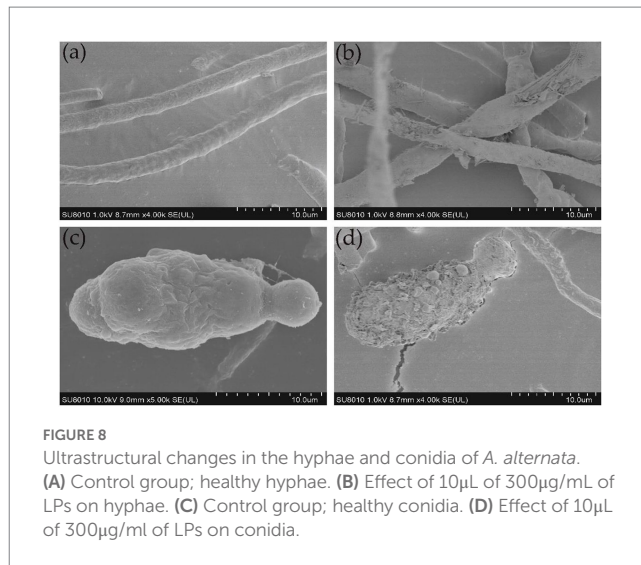 (a)
(b)
SU8010 1.0kV 8.7mm x4.00k SE(UL) 10.0um
SU8010 1.0kV 8.8mm x4.00k SE(UL) 10.0um
(c)
(d)
SU8010 10.0kV 9.0mm x5.00k SE(UL) 10.0um
SU8010 1.0kV 8.7mm x4.00k SE(UL) 10.0um
FIGURE 8
Ultrastructural changes in the hyphae and conidia of A. alternata.
(A) Control group; healthy hyphae. (B) Effect of 10μL of 300μg/mL of
LPs on hyphae. (C) Control group; healthy conidia. (D) Effect of 10μL
of 300μg/ml of LPs on conidia.